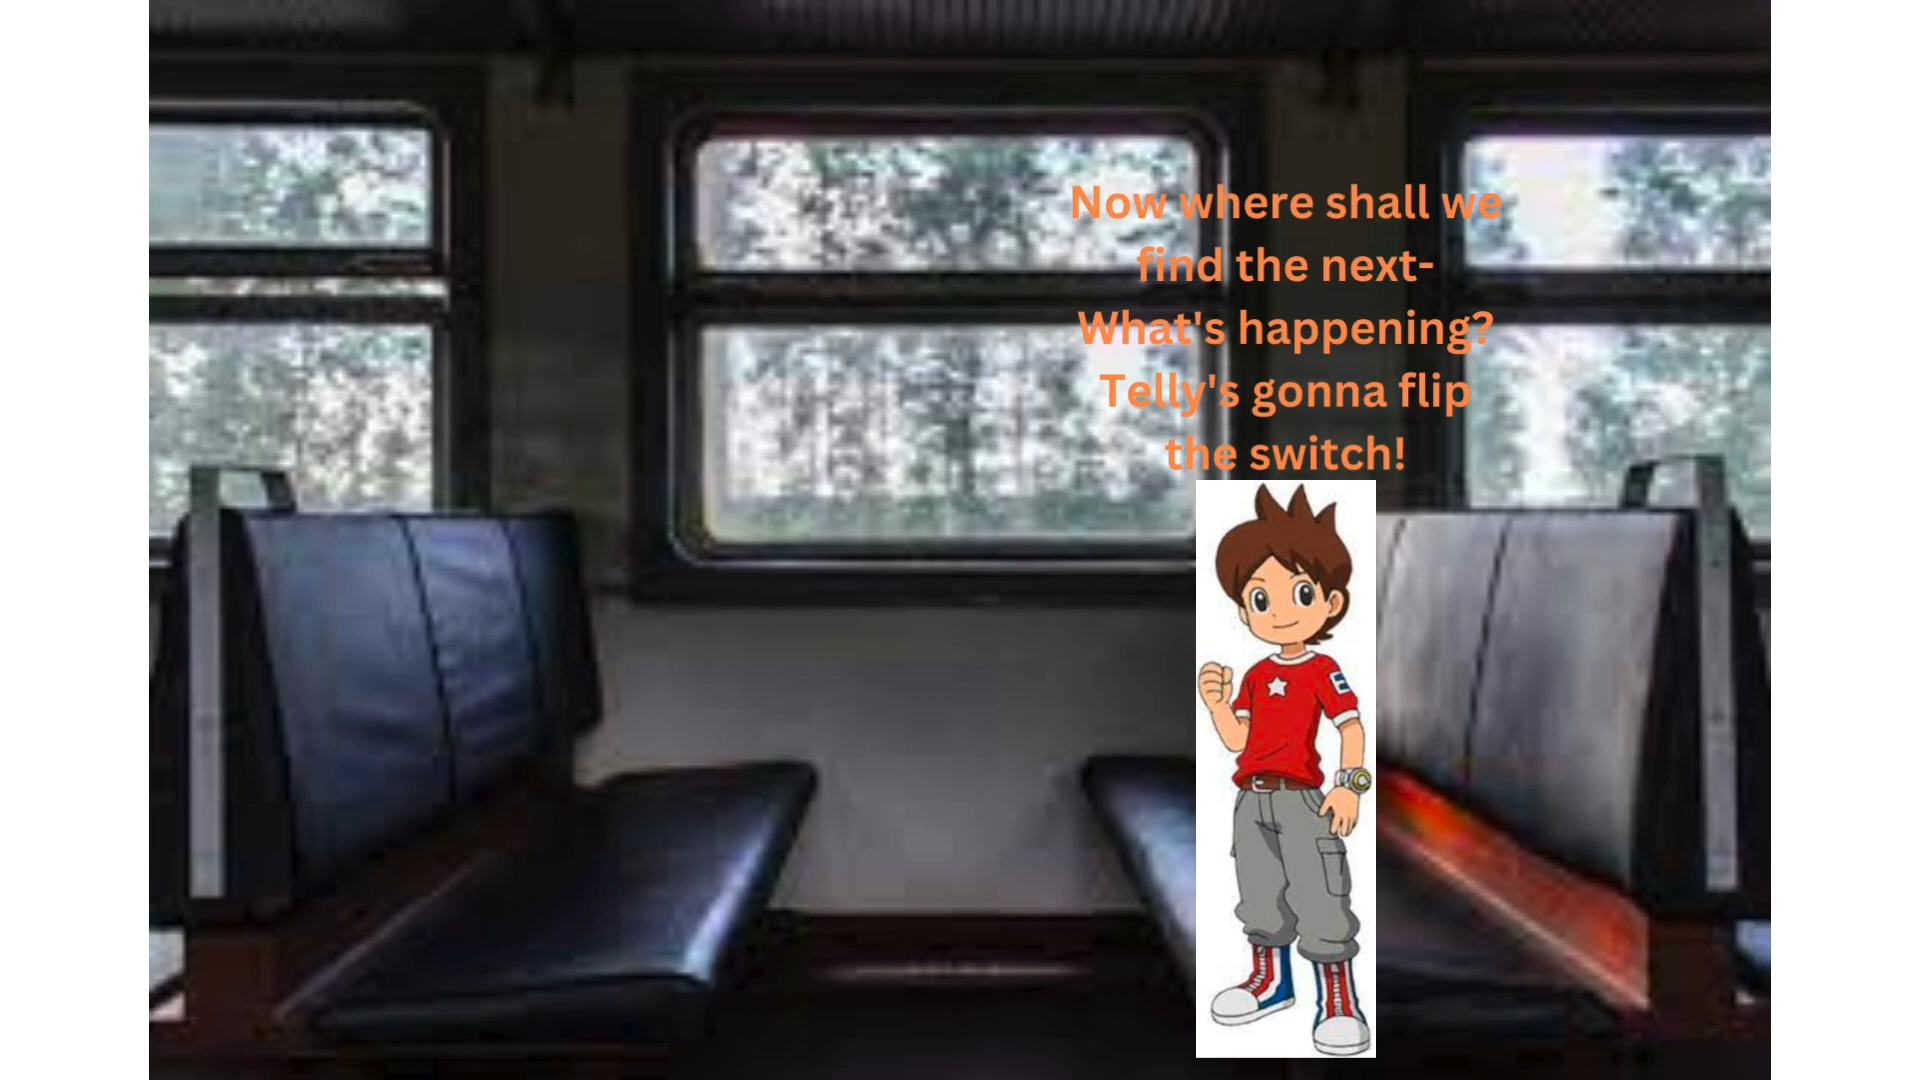 Now where shall we
find the next-
What's happening?
Telly's gonna flip
the switch!
E